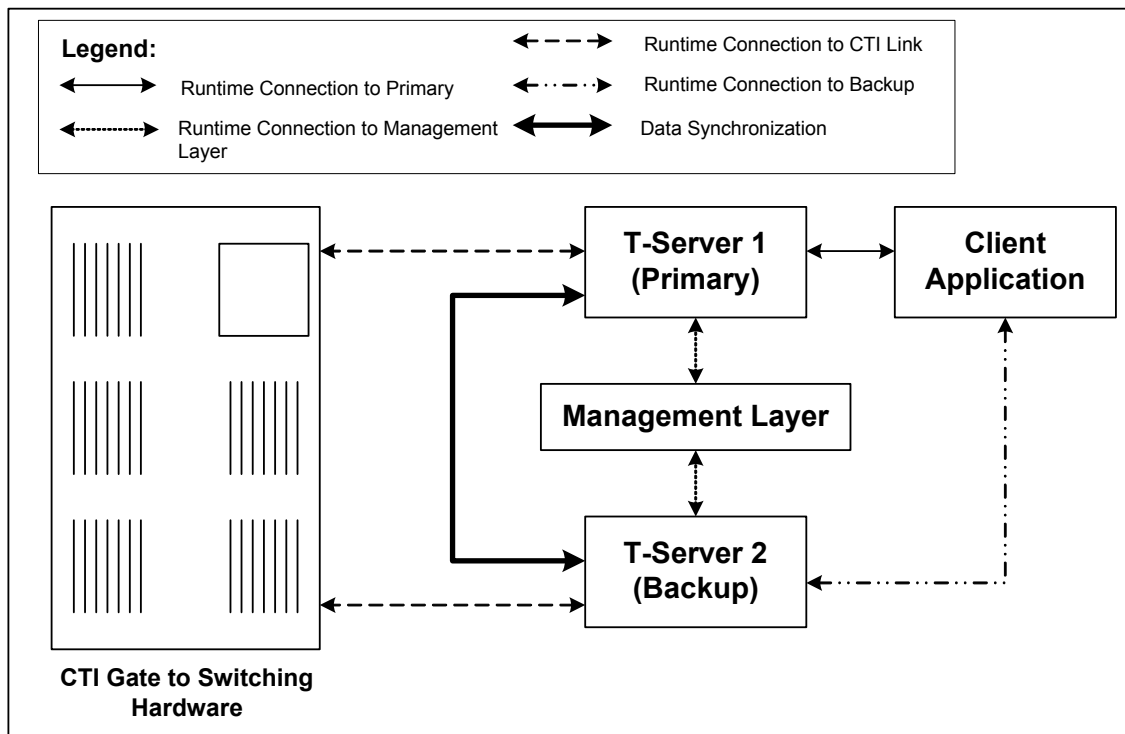 Legend:
Runtime Connection to Primary
Runtime Connection to Management
Layer
Runtime Connection to CTI Link
Runtime Connection to Backup
Data Synchronization
T-Server 1
(Primary)
Client
Application
Management Layer
T-Server 2
(Backup)
CTI Gate to Switching
Hardware